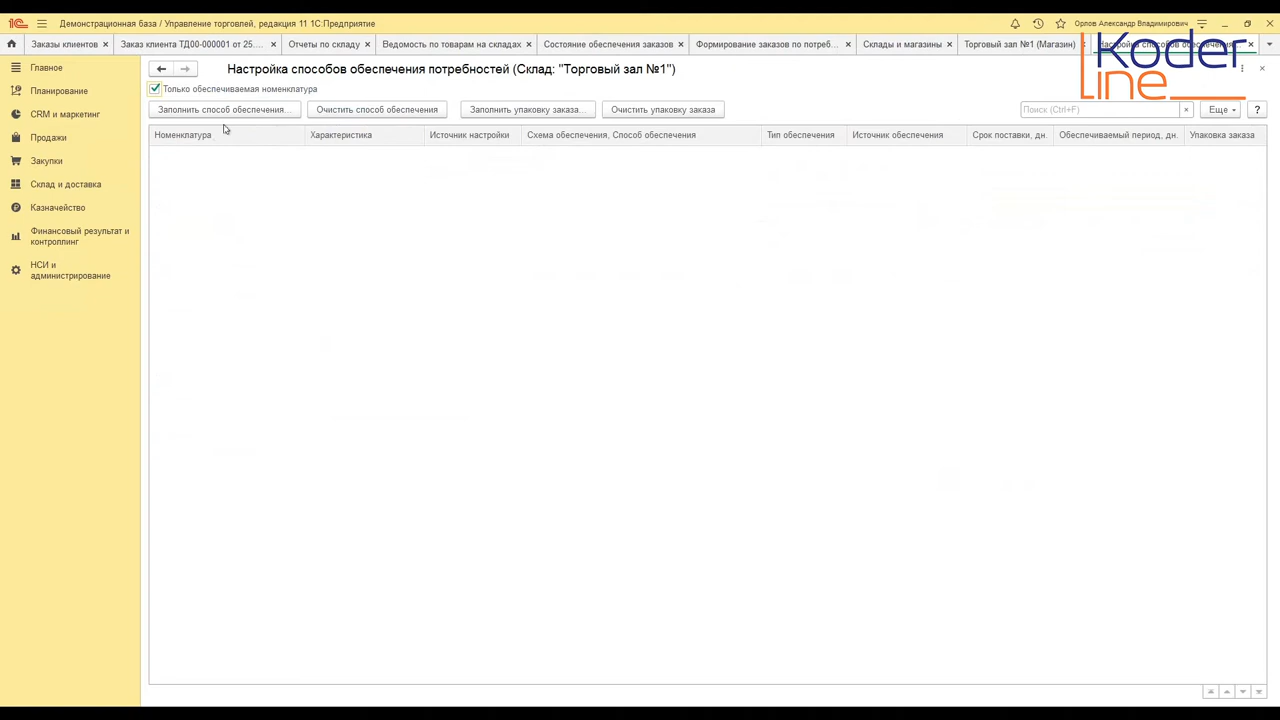 1С Демонстрационная база / Управление торговлей, редакция 11 1С:Предприятие Орлов Александр Владимирович
Заказы клиентов × Заказ клиента ТД00-000001 от 25.... × Отчеты по складу × Ведомость по товарам на складах × Состояние обеспечения заказов × Формирование заказов по потреб... × Склады и магазины × Торговый зал №1 (Магазин)
Koder
line
Главное
Планирование
CRM и маркетинг
Продажи
Закупки
Склад и доставка
Казначейство
Финансовый результат и
контроллинг
НСИ и
администрирование
Настройка способов обеспечения потребностей (Склад: "Торговый зал №1")
Только обеспечиваемая номенклатура
Заполнить способ обеспечения... Очистить способ обеспечения Заполнить упаковку заказа... Очистить упаковку заказа Поиск (Ctrl+F) × Еще ?
Номенклатура Характеристика Источник настройки Схема обеспечения, Способ обеспечения Тип обеспечения Источник обеспечения Срок поставки, дн. Обеспечиваемый период, дн. Упаковка заказа